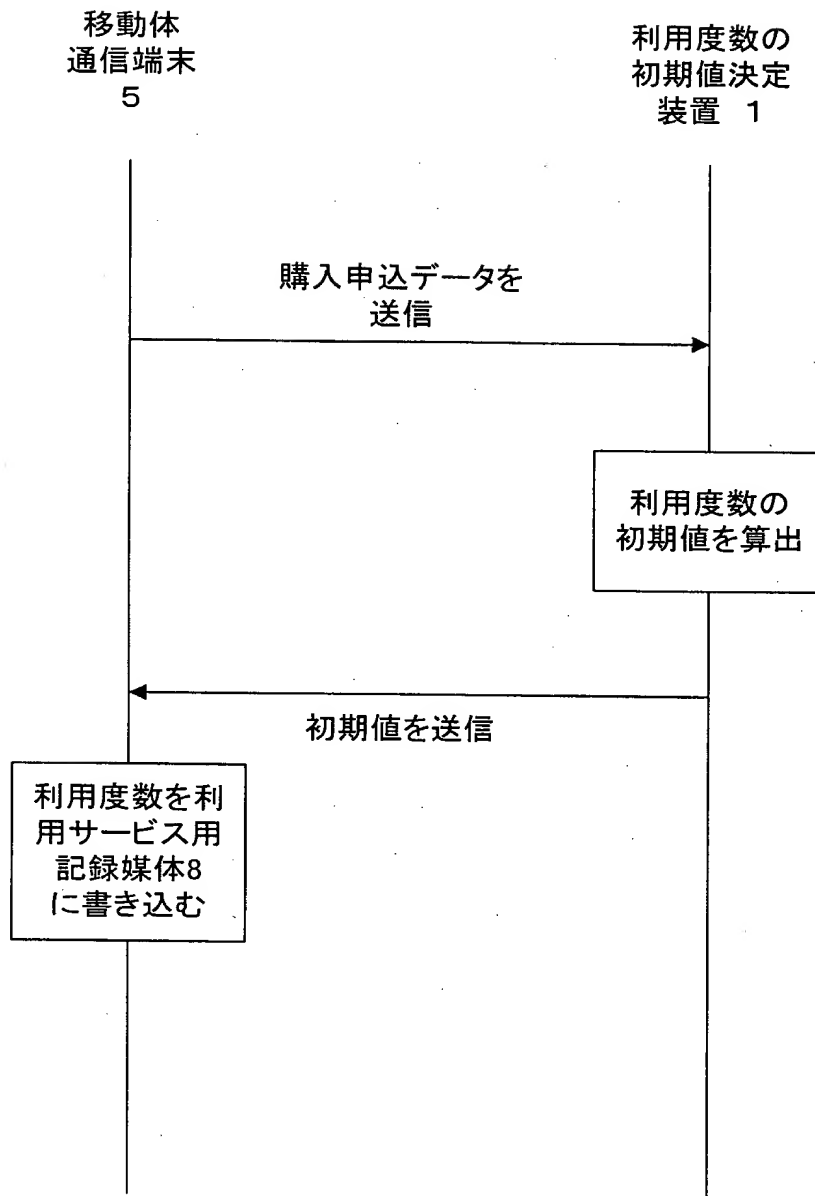 移動体
通信端末
5
利用度数の
初期値決定
装置 1
購入申込データを
送信
利用度数の
初期値を算出
初期値を送信
利用度数を利
用サービス用
記録媒体8
に書き込む